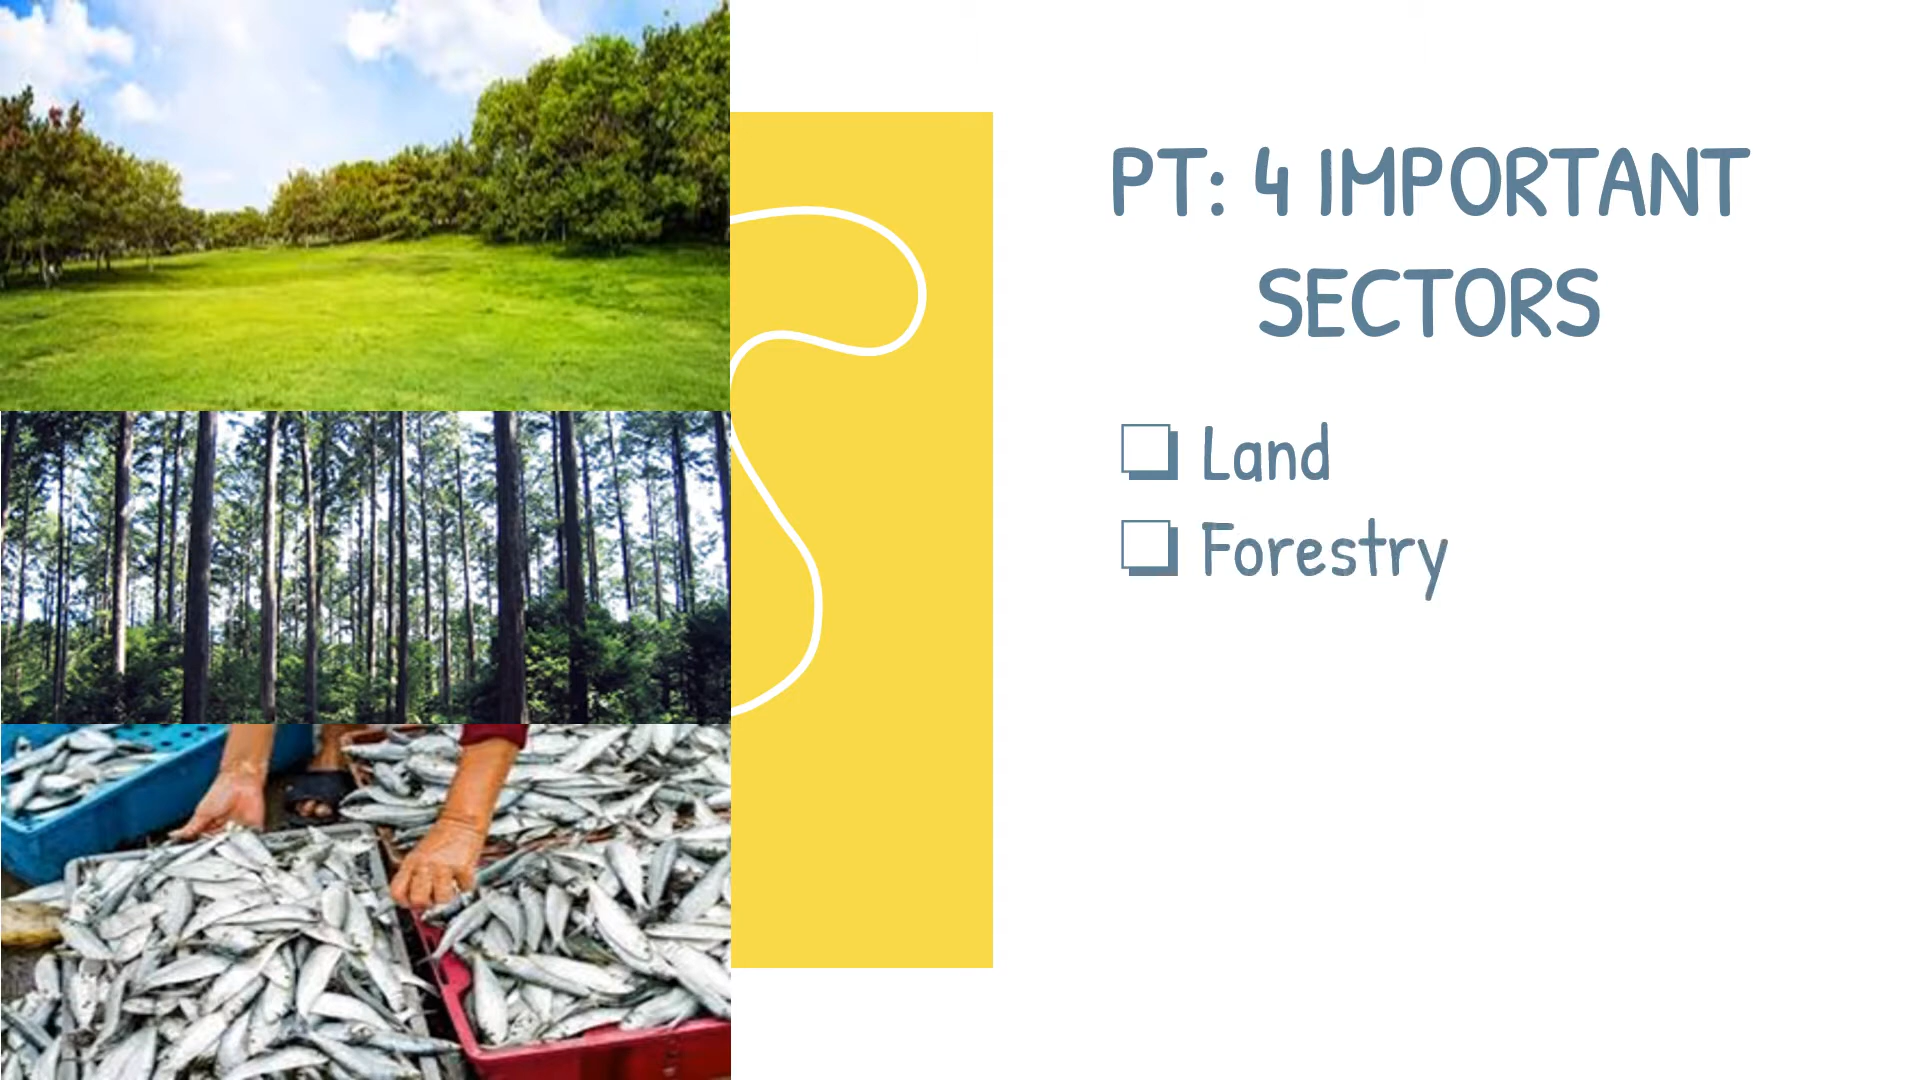 PT: 4 IMPORTANT
SECTORS
❑ Land
❑ Forestry